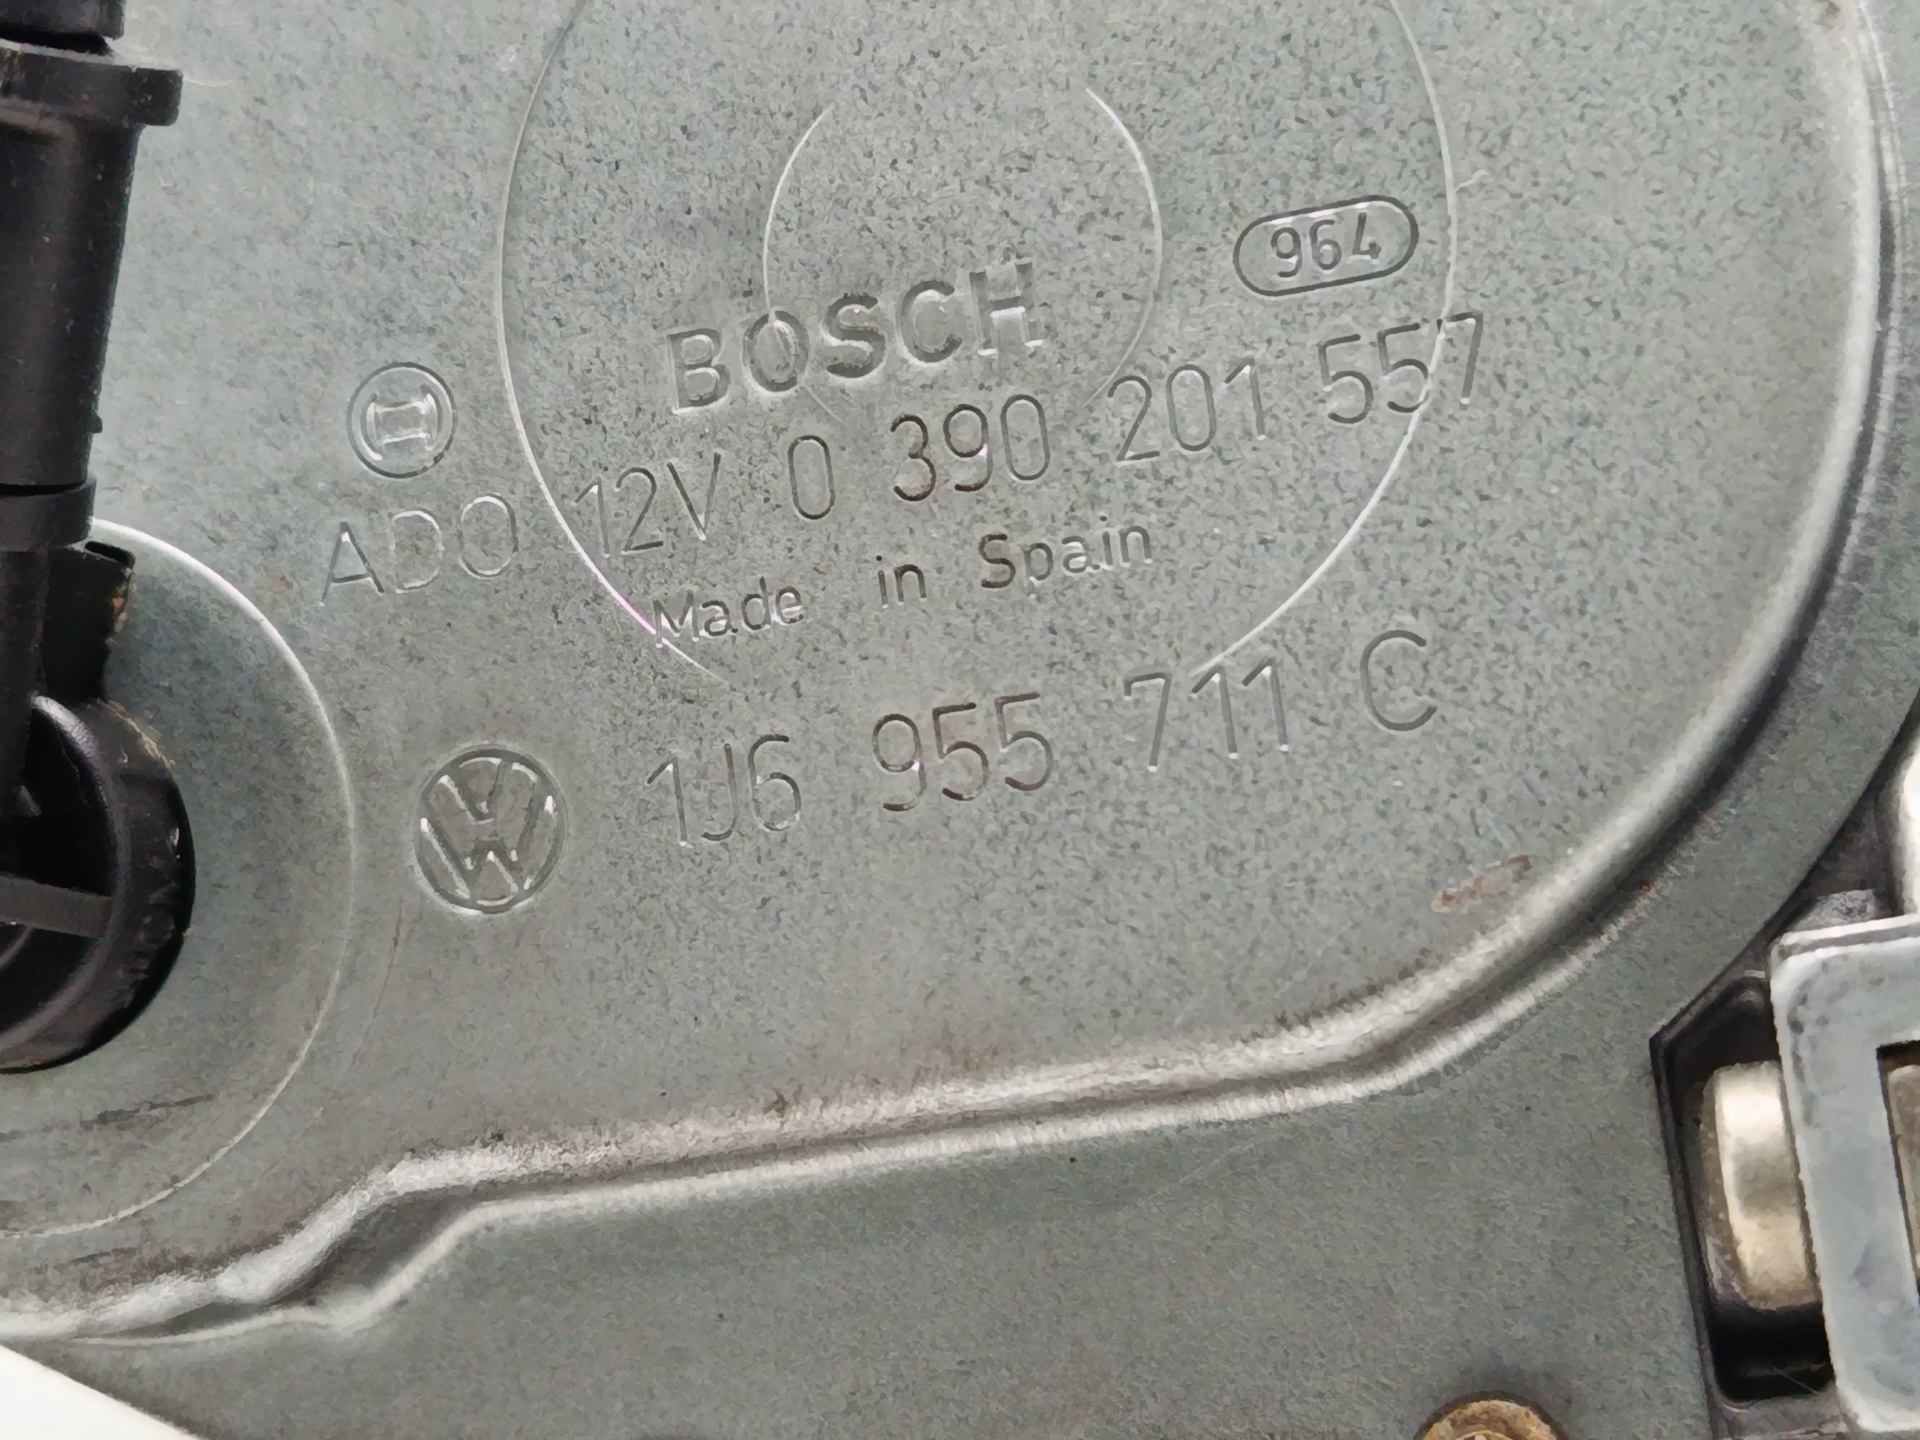 964
BOSCH
ADO 12V 0 390 201 557
Made in Spain
1J6 955 711 C